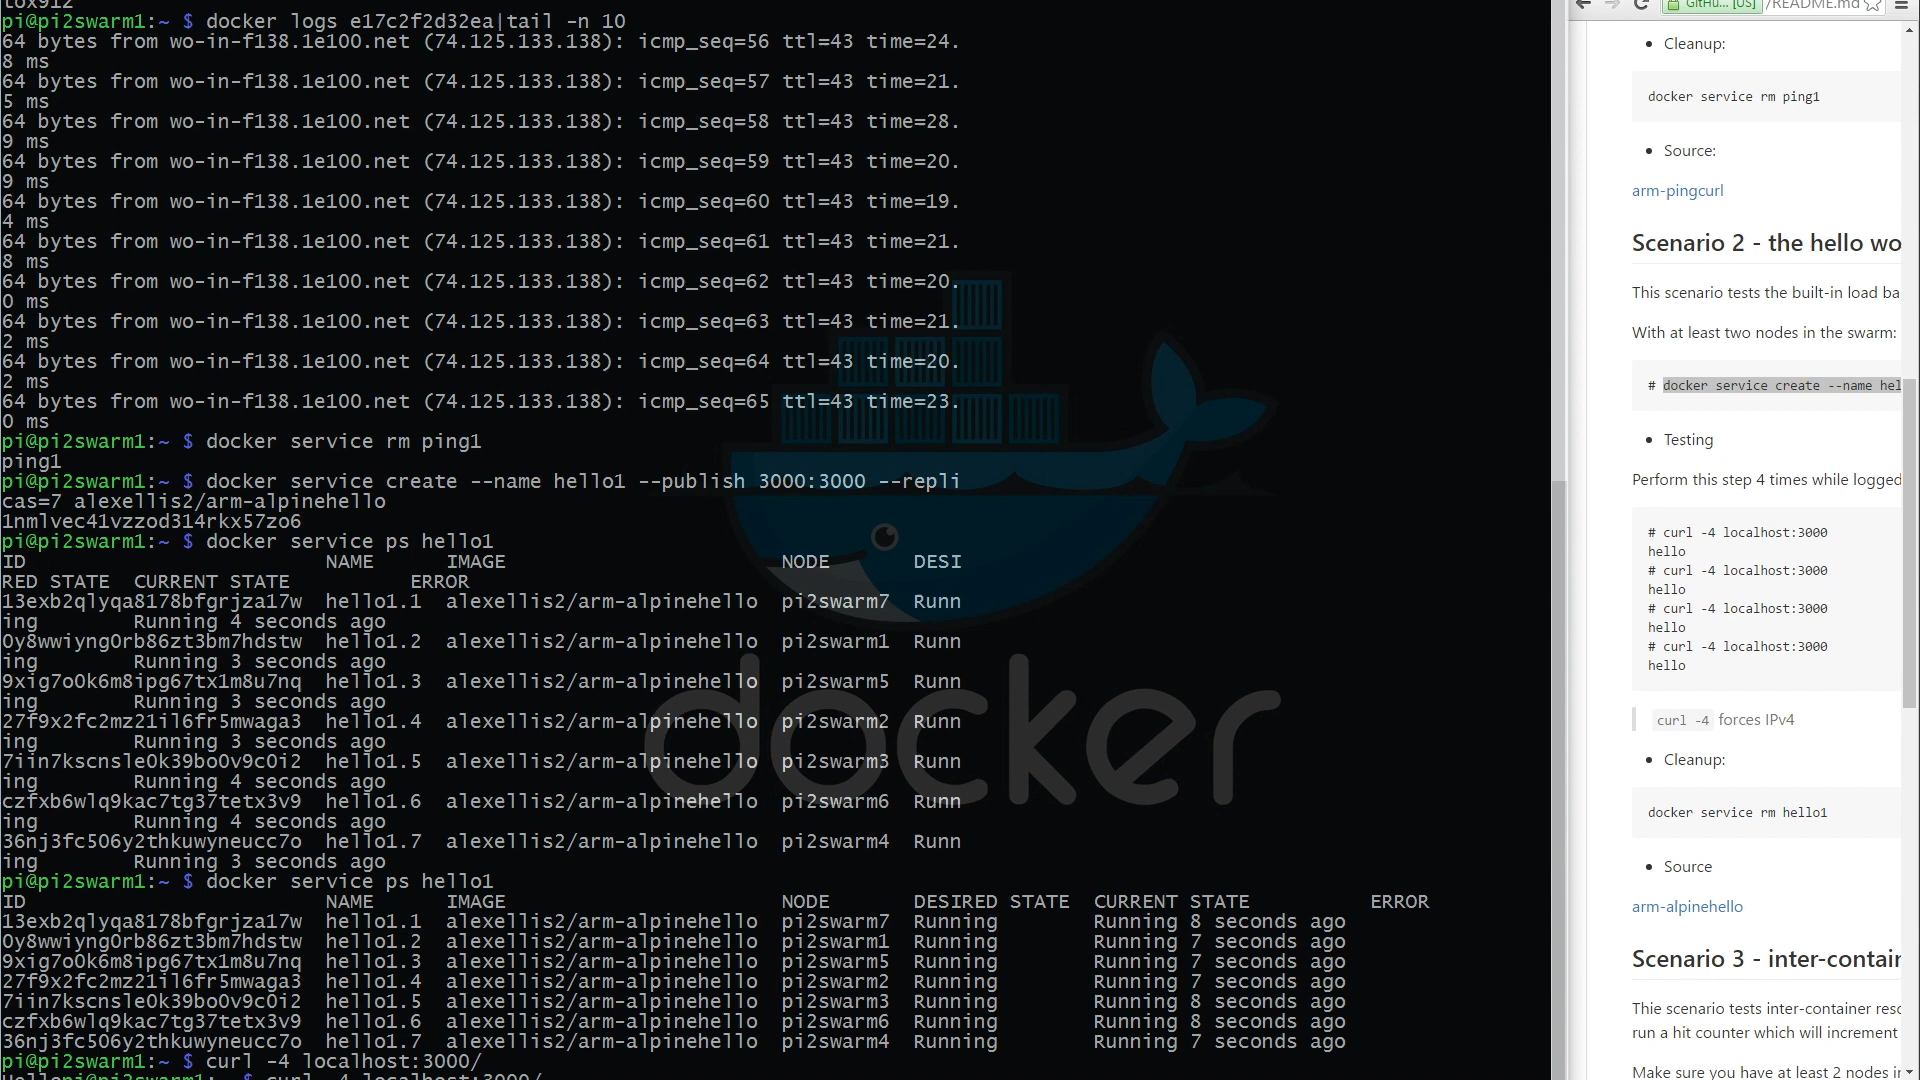 tox912
pi@pi2swarm1:~ $ docker logs e17c2f2d32ea|tail -n 10
64 bytes from wo-in-f138.1e100.net (74.125.133.138): icmp_seq=56 ttl=43 time=24.
8 ms
64 bytes from wo-in-f138.1e100.net (74.125.133.138): icmp_seq=57 ttl=43 time=21.
5 ms
64 bytes from wo-in-f138.1e100.net (74.125.133.138): icmp_seq=58 ttl=43 time=28.
9 ms
64 bytes from wo-in-f138.1e100.net (74.125.133.138): icmp_seq=59 ttl=43 time=20.
9 ms
64 bytes from wo-in-f138.1e100.net (74.125.133.138): icmp_seq=60 ttl=43 time=19.
4 ms
64 bytes from wo-in-f138.1e100.net (74.125.133.138): icmp_seq=61 ttl=43 time=21.
8 ms
64 bytes from wo-in-f138.1e100.net (74.125.133.138): icmp_seq=62 ttl=43 time=20.
0 ms
64 bytes from wo-in-f138.1e100.net (74.125.133.138): icmp_seq=63 ttl=43 time=21.
2 ms
64 bytes from wo-in-f138.1e100.net (74.125.133.138): icmp_seq=64 ttl=43 time=20.
2 ms
64 bytes from wo-in-f138.1e100.net (74.125.133.138): icmp_seq=65 ttl=43 time=23.
0 ms
pi@pi2swarm1:~ $ docker service rm ping1
ping1
pi@pi2swarm1:~ $ docker service create --name hello1 --publish 3000:3000 --repli
cas=7 alexellis2/arm-alpinehello
1nmlvec41vzzod314rkx57zo6
pi@pi2swarm1:~ $ docker service ps hello1
ID NAME IMAGE NODE DESI
RED STATE CURRENT STATE ERROR
13exb2qlyqa8178bfgrjza17w hello1.1 alexellis2/arm-alpinehello pi2swarm7 Runn
ing Running 4 seconds ago
0y8wwiyng0rb86zt3bm7hdstw hello1.2 alexellis2/arm-alpinehello pi2swarm1 Runn
ing Running 3 seconds ago
9xig7o0k6m8ipg67tx1m8u7nq hello1.3 alexellis2/arm-alpinehello pi2swarm5 Runn
ing Running 3 seconds ago
27f9x2fc2mz21il6fr5mwaga3 hello1.4 alexellis2/arm-alpinehello pi2swarm2 Runn
ing Running 3 seconds ago
7iin7kscnsle0k39bo0v9c0i2 hello1.5 alexellis2/arm-alpinehello pi2swarm3 Runn
ing Running 4 seconds ago
czfxb6wlq9kac7tg37tetx3v9 hello1.6 alexellis2/arm-alpinehello pi2swarm6 Runn
ing Running 4 seconds ago
36nj3fc506y2thkuwyneucc7o hello1.7 alexellis2/arm-alpinehello pi2swarm4 Runn
ing Running 3 seconds ago
pi@pi2swarm1:~ $ docker service ps hello1
ID NAME IMAGE NODE DESIRED STATE CURRENT STATE ERROR
13exb2qlyqa8178bfgrjza17w hello1.1 alexellis2/arm-alpinehello pi2swarm7 Running Running 8 seconds ago
0y8wwiyng0rb86zt3bm7hdstw hello1.2 alexellis2/arm-alpinehello pi2swarm1 Running Running 7 seconds ago
9xig7o0k6m8ipg67tx1m8u7nq hello1.3 alexellis2/arm-alpinehello pi2swarm5 Running Running 7 seconds ago
27f9x2fc2mz21il6fr5mwaga3 hello1.4 alexellis2/arm-alpinehello pi2swarm2 Running Running 7 seconds ago
7iin7kscnsle0k39bo0v9c0i2 hello1.5 alexellis2/arm-alpinehello pi2swarm3 Running Running 8 seconds ago
czfxb6wlq9kac7tg37tetx3v9 hello1.6 alexellis2/arm-alpinehello pi2swarm6 Running Running 8 seconds ago
36nj3fc506y2thkuwyneucc7o hello1.7 alexellis2/arm-alpinehello pi2swarm4 Running Running 7 seconds ago
pi@pi2swarm1:~ $ curl -4 localhost:3000/
Hellopi@pi2swarm1:~ $ curl -4 localhost:3000/
docker
GitHu... [US] /README.md
Cleanup:
docker service rm ping1
Source:
arm-pingcurl
Scenario 2 - the hello wo
This scenario tests the built-in load ba
With at least two nodes in the swarm:
# docker service create --name hel
Testing
Perform this step 4 times while logged
# curl -4 localhost:3000
hello
# curl -4 localhost:3000
hello
# curl -4 localhost:3000
hello
# curl -4 localhost:3000
hello
curl -4 forces IPv4
Cleanup:
docker service rm hello1
Source
arm-alpinehello
Scenario 3 - inter-contain
Thie scenario tests inter-container reso
run a hit counter which will increment
Make sure you have at least 2 nodes in